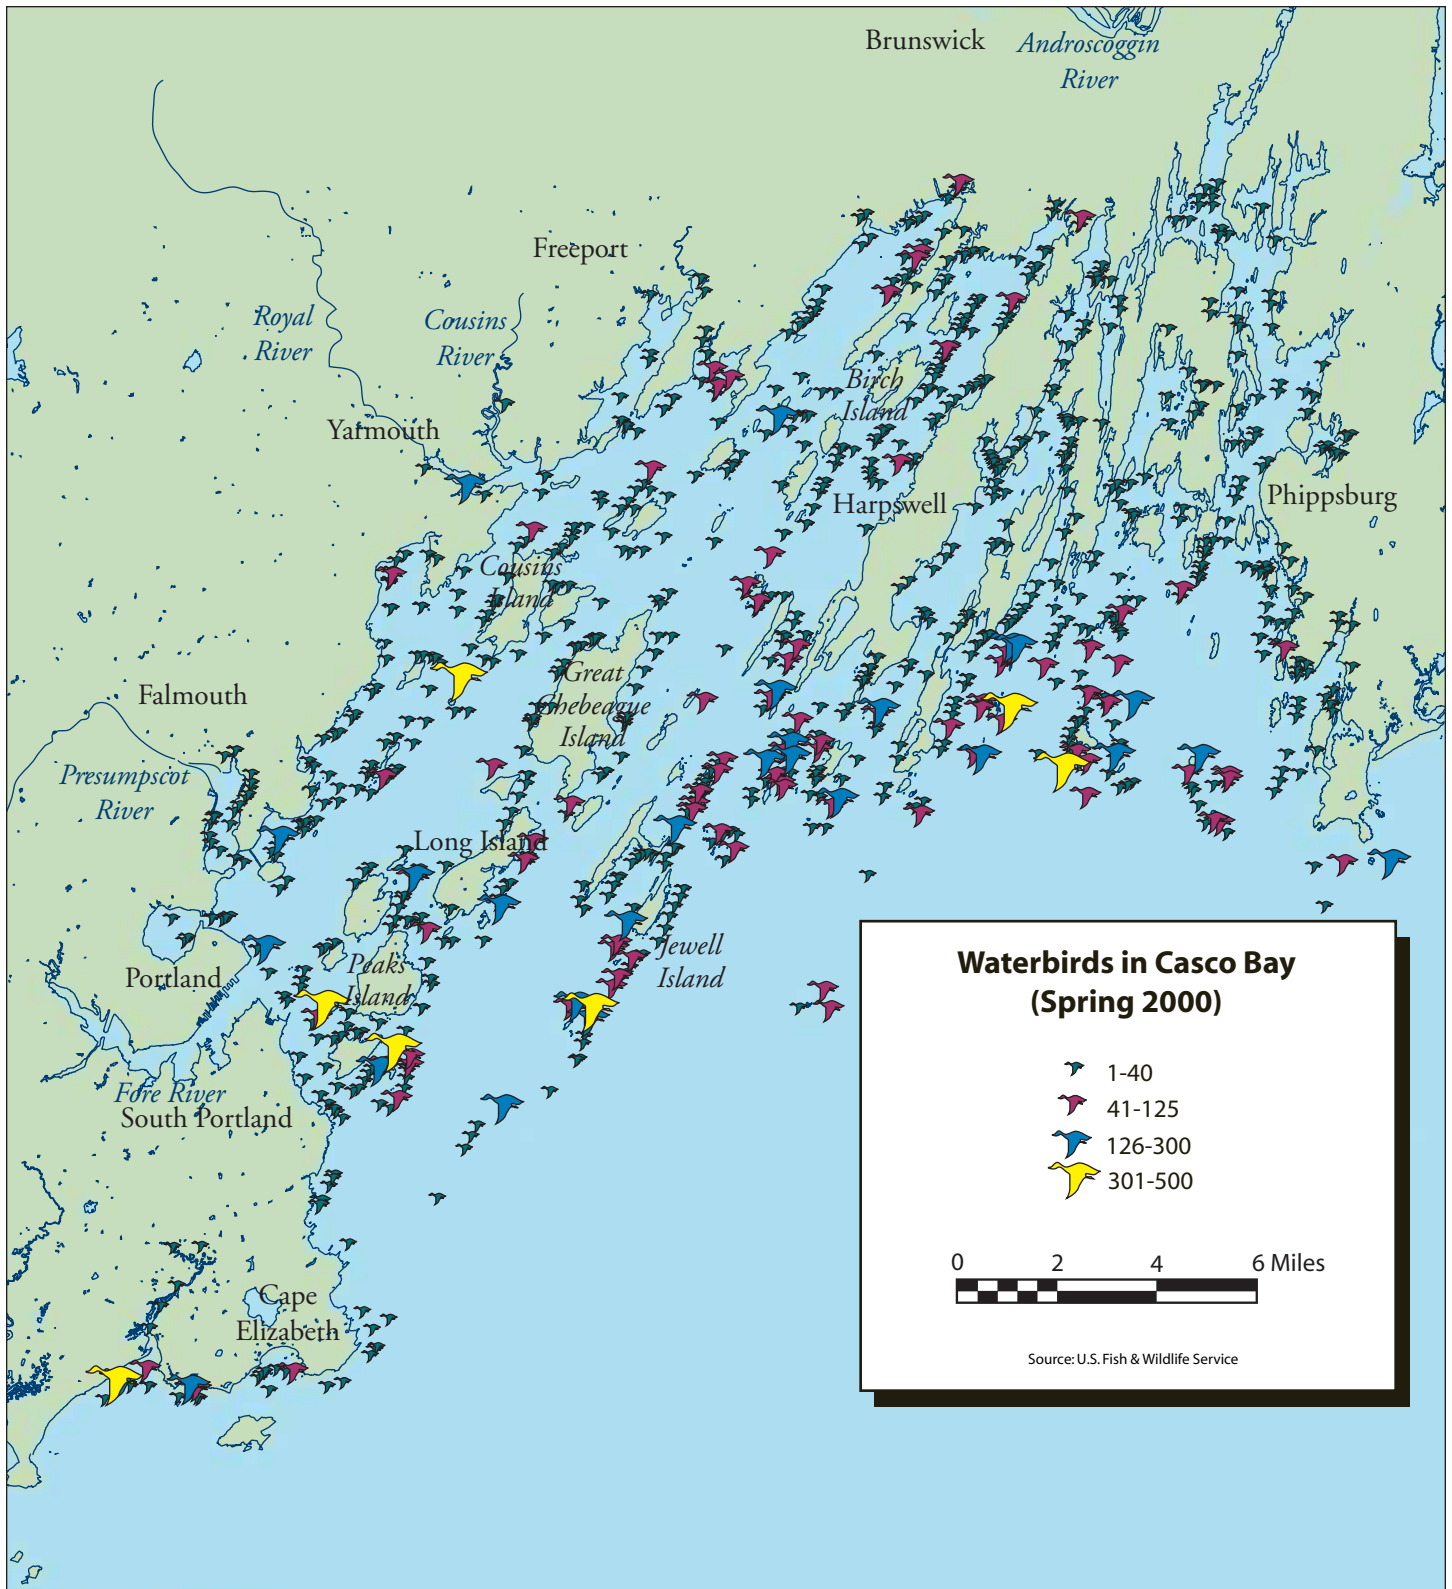 Brunswick
Androscoggin
River
Freeport
Royal
River
Cousins
River
Birch
Island
Yarmouth
Harpswell
Phippsburg
Cousins
Island
Great
Chebeague
Island
Falmouth
Presumpscot
River
Long Island
Jewell
Island
Peaks
Island
Portland
Fore River
South Portland
Cape
Elizabeth
Waterbirds in Casco Bay
(Spring 2000)
1-40
41-125
126-300
301-500
0 2 4 6 Miles
Source: U.S. Fish & Wildlife Service